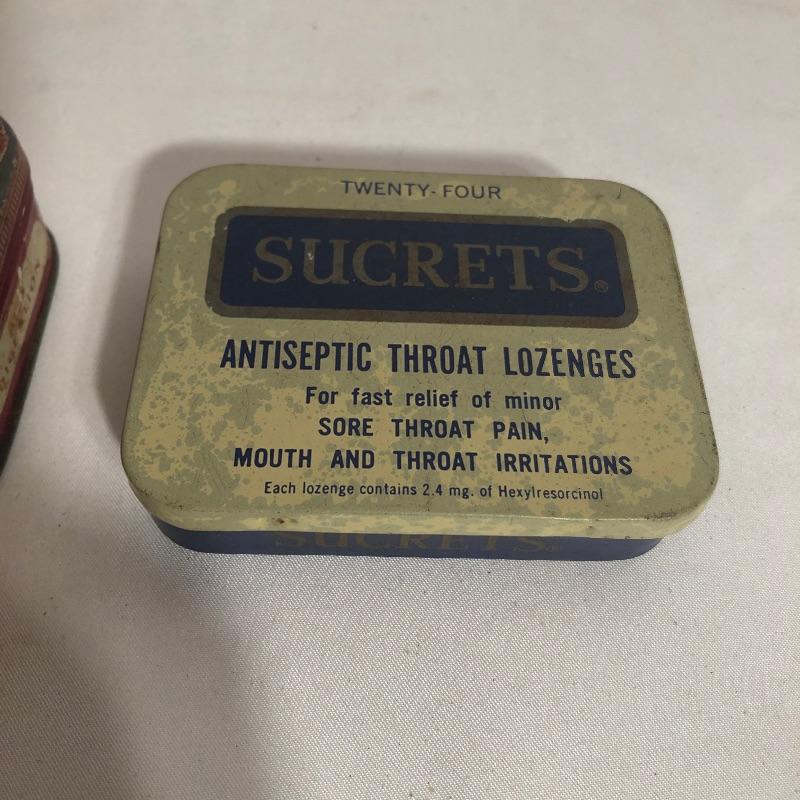 TWENTY-FOUR
SUCRETS®
ANTISEPTIC THROAT LOZENGES
For fast relief of minor
SORE THROAT PAIN,
MOUTH AND THROAT IRRITATIONS
Each lozenge contains 2.4 mg. of Hexylresorcinol
SUCRETS®